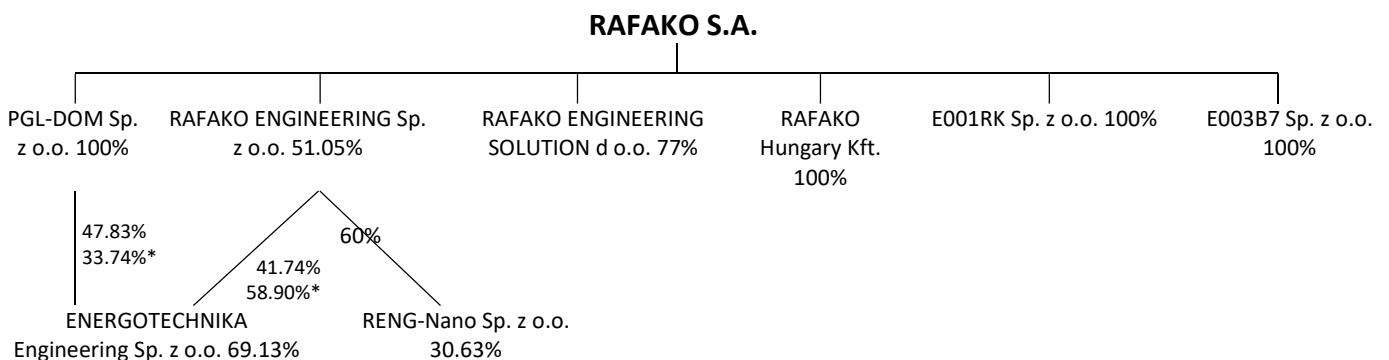 RAFAKO S.A.
PGL-DOM Sp.
z o.o. 100%
RAFAKO ENGINEERING Sp.
z o.o. 51.05%
RAFAKO ENGINEERING
SOLUTION d o.o. 77%
RAFAKO
Hungary Kft.
100%
E001RK Sp. z o.o. 100%
E003B7 Sp. z o.o.
100%
47.83%
33.74%*
60%
41.74%
58.90%*
ENERGOTECHNIKA
Engineering Sp. z o.o. 69.13%
RENG-Nano Sp. z o.o.
30.63%